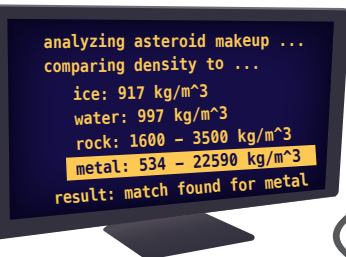 analyzing asteroid makeup ...
comparing density to ...
ice: 917 kg/m^3
water: 997 kg/m^3
rock: 1600 – 3500 kg/m^3
metal: 534 – 22590 kg/m^3
result: match found for metal